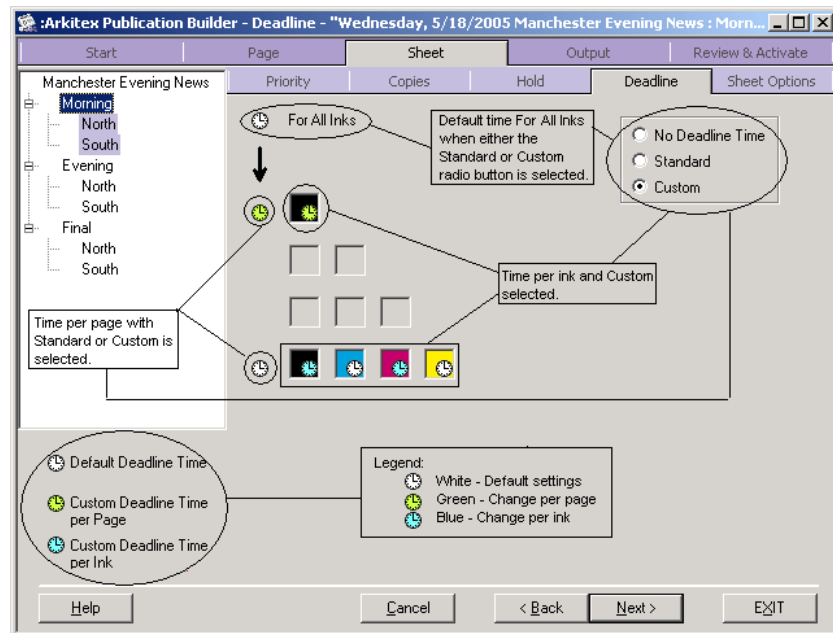 :Arkitex Publication Builder - Deadline - "Wednesday, 5/18/2005 Manchester Evening News : Morn...
Start
Page
Sheet
Output
Review & Activate
Priority
Copies
Hold
Deadline
Sheet Options
Manchester Evening News
Morning
North
South
Evening
North
South
Final
North
South
For All Inks
Default time For All Inks
when either the
Standard or Custom
radio button is selected.
No Deadline Time
Standard
Custom
Time per ink and Custom
selected.
Time per page with
Standard or Custom is
selected.
Default Deadline Time
Custom Deadline Time
per Page
Custom Deadline Time
per Ink
Legend:
White - Default settings
Green - Change per page
Blue - Change per ink
Help
Cancel
< Back
Next >
EXIT